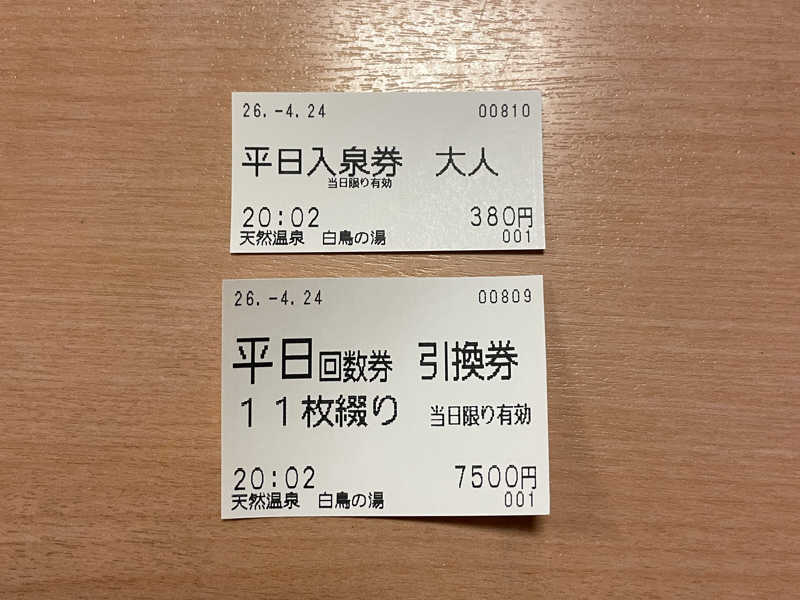 26.-4.24 00810
平日入泉券 大人
当日限り有効
20:02 380円
天然温泉 白鳥の湯 001
26.-4.24 00809
平日回数券 引換券
11枚綴り 当日限り有効
20:02 7500円
天然温泉 白鳥の湯 001